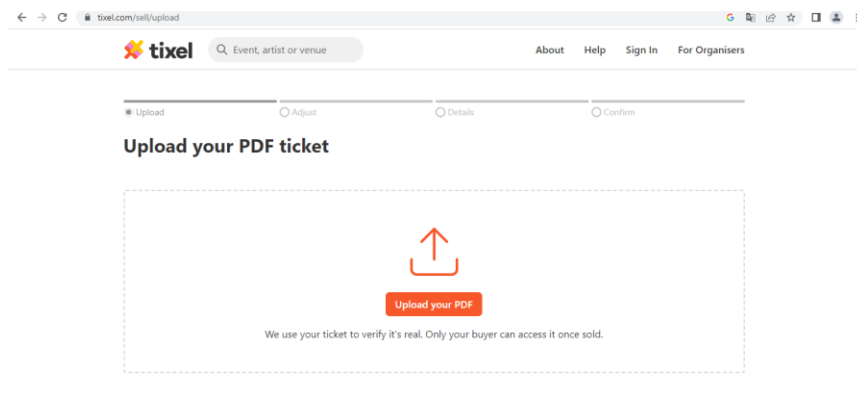 tixel.com/sell/upload
tixel
Event, artist or venue
About Help Sign In For Organisers
Upload Adjust Details Confirm
Upload your PDF ticket
Upload your PDF
We use your ticket to verify it's real. Only your buyer can access it once sold.